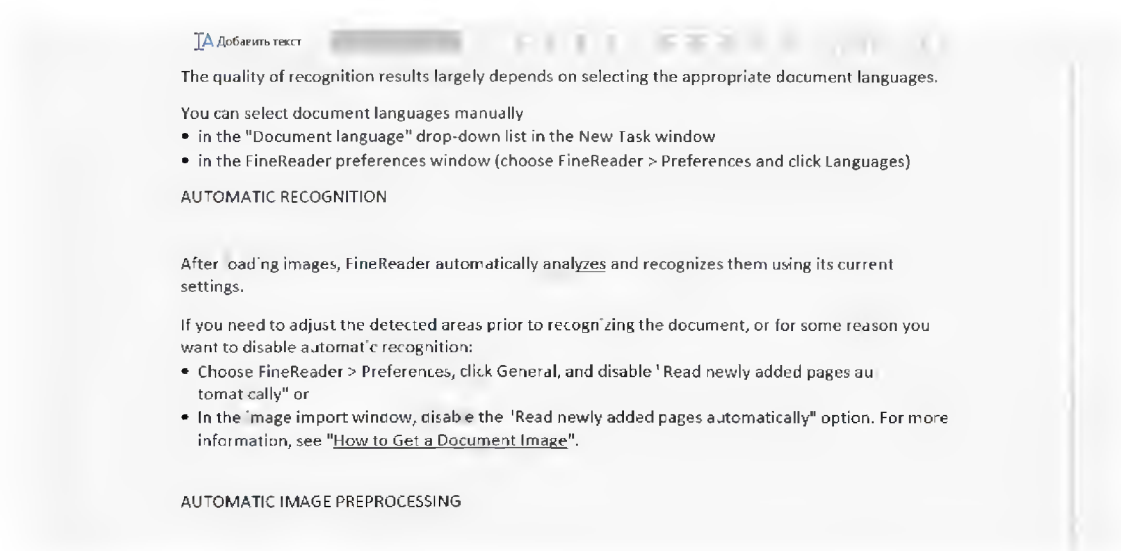 Добавить текст
The quality of recognition results largely depends on selecting the appropriate document languages.
You can select document languages manually
• in the "Document language" drop-down list in the New Task window
• in the FineReader preferences window (choose FineReader > Preferences and click Languages)
AUTOMATIC RECOGNITION
After loading images, FineReader automatically analyzes and recognizes them using its current
settings.
If you need to adjust the detected areas prior to recognizing the document, or for some reason you
want to disable automatic recognition:
• Choose FineReader > Preferences, click General, and disable "Read newly added pages au
tomatically" or
• In the image import window, disable the "Read newly added pages automatically" option. For more
information, see "How to Get a Document Image".
AUTOMATIC IMAGE PREPROCESSING